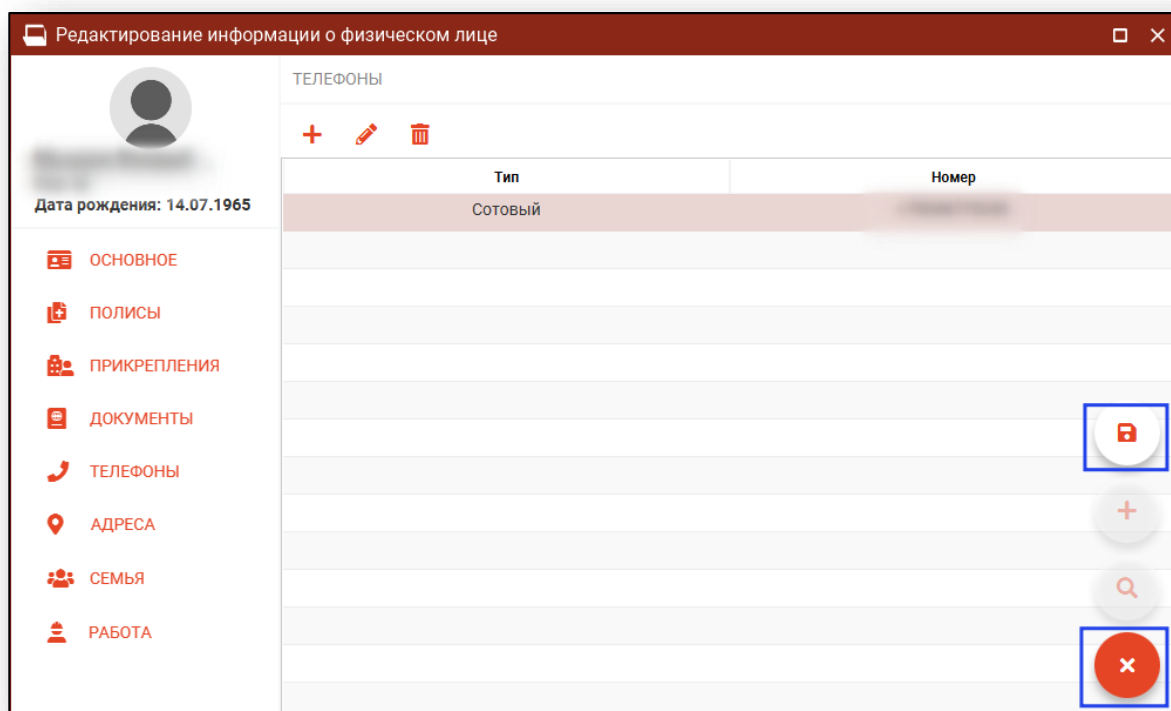 Редактирование информации о физическом лице
ТЕЛЕФОНЫ
Дата рождения: 14.07.1965
Тип Номер
Сотовый
ОСНОВНОЕ
ПОЛИСЫ
ПРИКРЕПЛЕНИЯ
ДОКУМЕНТЫ
ТЕЛЕФОНЫ
АДРЕСА
СЕМЬЯ
РАБОТА